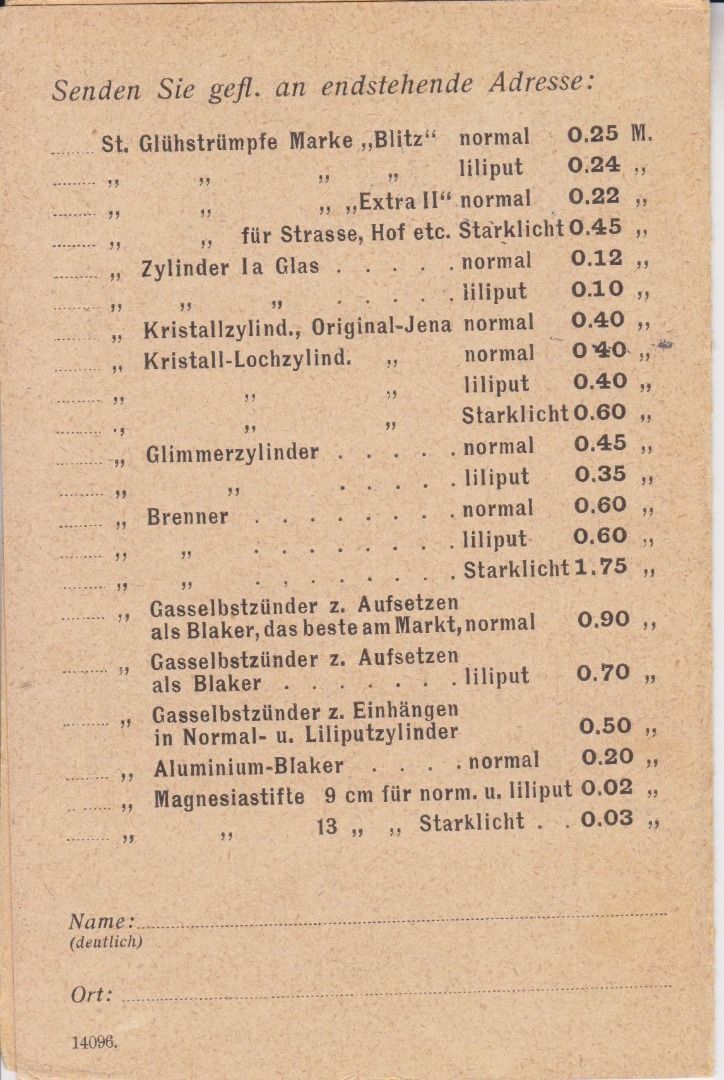 Senden Sie gefl. an endstehende Adresse:
........ St. Glühstrümpfe Marke „Blitz“ normal 0.25 M.
........ „ „ „ „ liliput 0.24 „
........ „ „ „ „Extra II“ normal 0.22 „
........ „ „ für Strasse, Hof etc. Starklicht 0.45 „
........ „ Zylinder Ia Glas . . . . . normal 0.12 „
........ „ „ „ . . . . . liliput 0.10 „
........ „ Kristallzylind., Original-Jena normal 0.40 „
........ „ Kristall-Lochzylind. „ normal 0 40 „
........ „ „ „ liliput 0.40 „
........ „ „ „ Starklicht 0.60 „
........ „ Glimmerzylinder . . . . . normal 0.45 „
........ „ „ . . . . . liliput 0.35 „
........ „ Brenner . . . . . . . . normal 0.60 „
........ „ „ . . . . . . . . liliput 0.60 „
........ „ „ . . . . . . . . Starklicht 1.75 „
........ „ Gasselbstzünder z. Aufsetzen
als Blaker, das beste am Markt, normal 0.90 „
........ „ Gasselbstzünder z. Aufsetzen
als Blaker . . . . . . . liliput 0.70 „
........ „ Gasselbstzünder z. Einhängen
in Normal- u. Liliputzylinder 0.50 „
........ „ Aluminium-Blaker . . . . normal 0.20 „
........ „ Magnesiastifte 9 cm für norm. u. liliput 0.02 „
........ „ „ 13 „ „ Starklicht . . 0.03 „
Name: ........
(deutlich)
Ort: ........
14096.